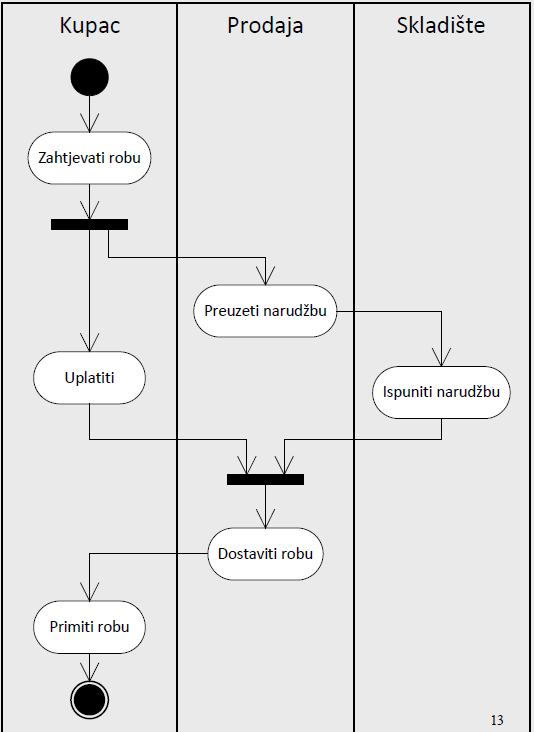 Kupac
Prodaja
Skladište
Zahtjevati robu
Preuzeti narudžbu
Uplatiti
Ispuniti narudžbu
Dostaviti robu
Primiti robu
13